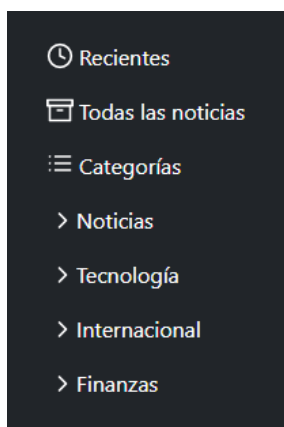 Recientes
Todas las noticias
Categorías
Noticias
Tecnología
Internacional
Finanzas